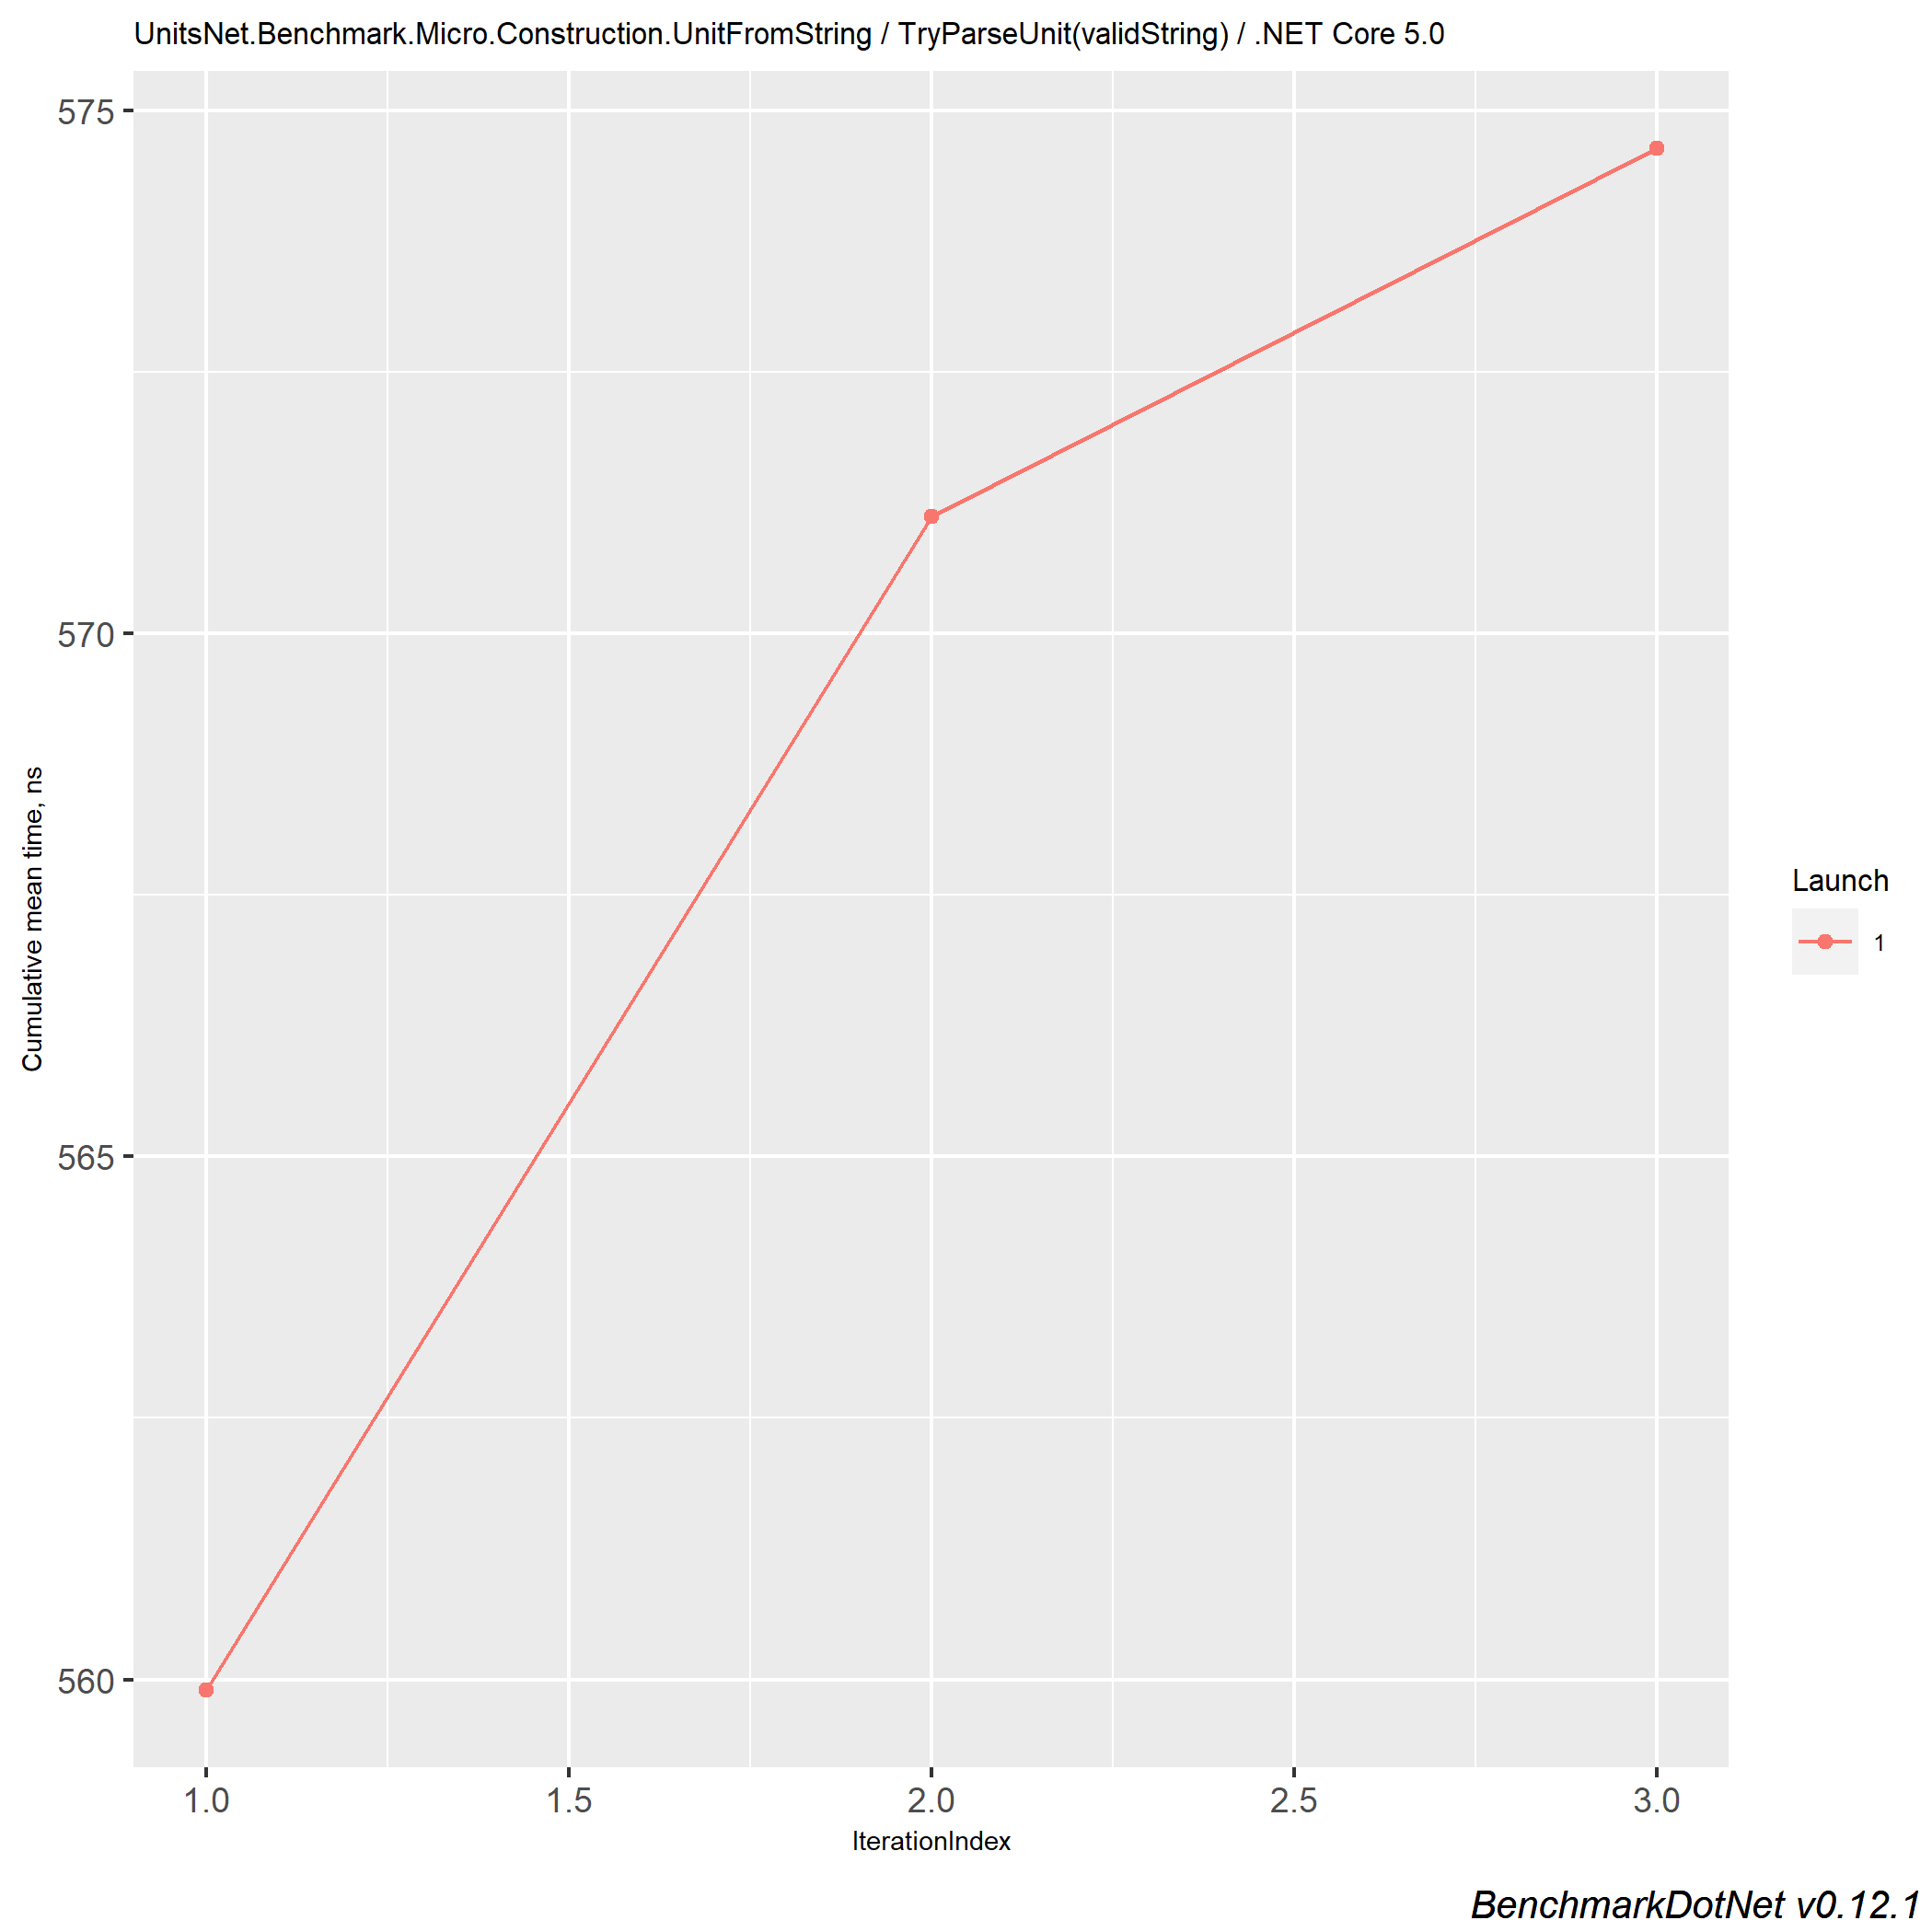 UnitsNet.Benchmark.Micro.Construction.UnitFromString / TryParseUnit(validString) / .NET Core 5.0
575
570
565
560
Cumulative mean time, ns
1.0
1.5
2.0
2.5
3.0
IterationIndex
Launch
1
BenchmarkDotNet v0.12.1